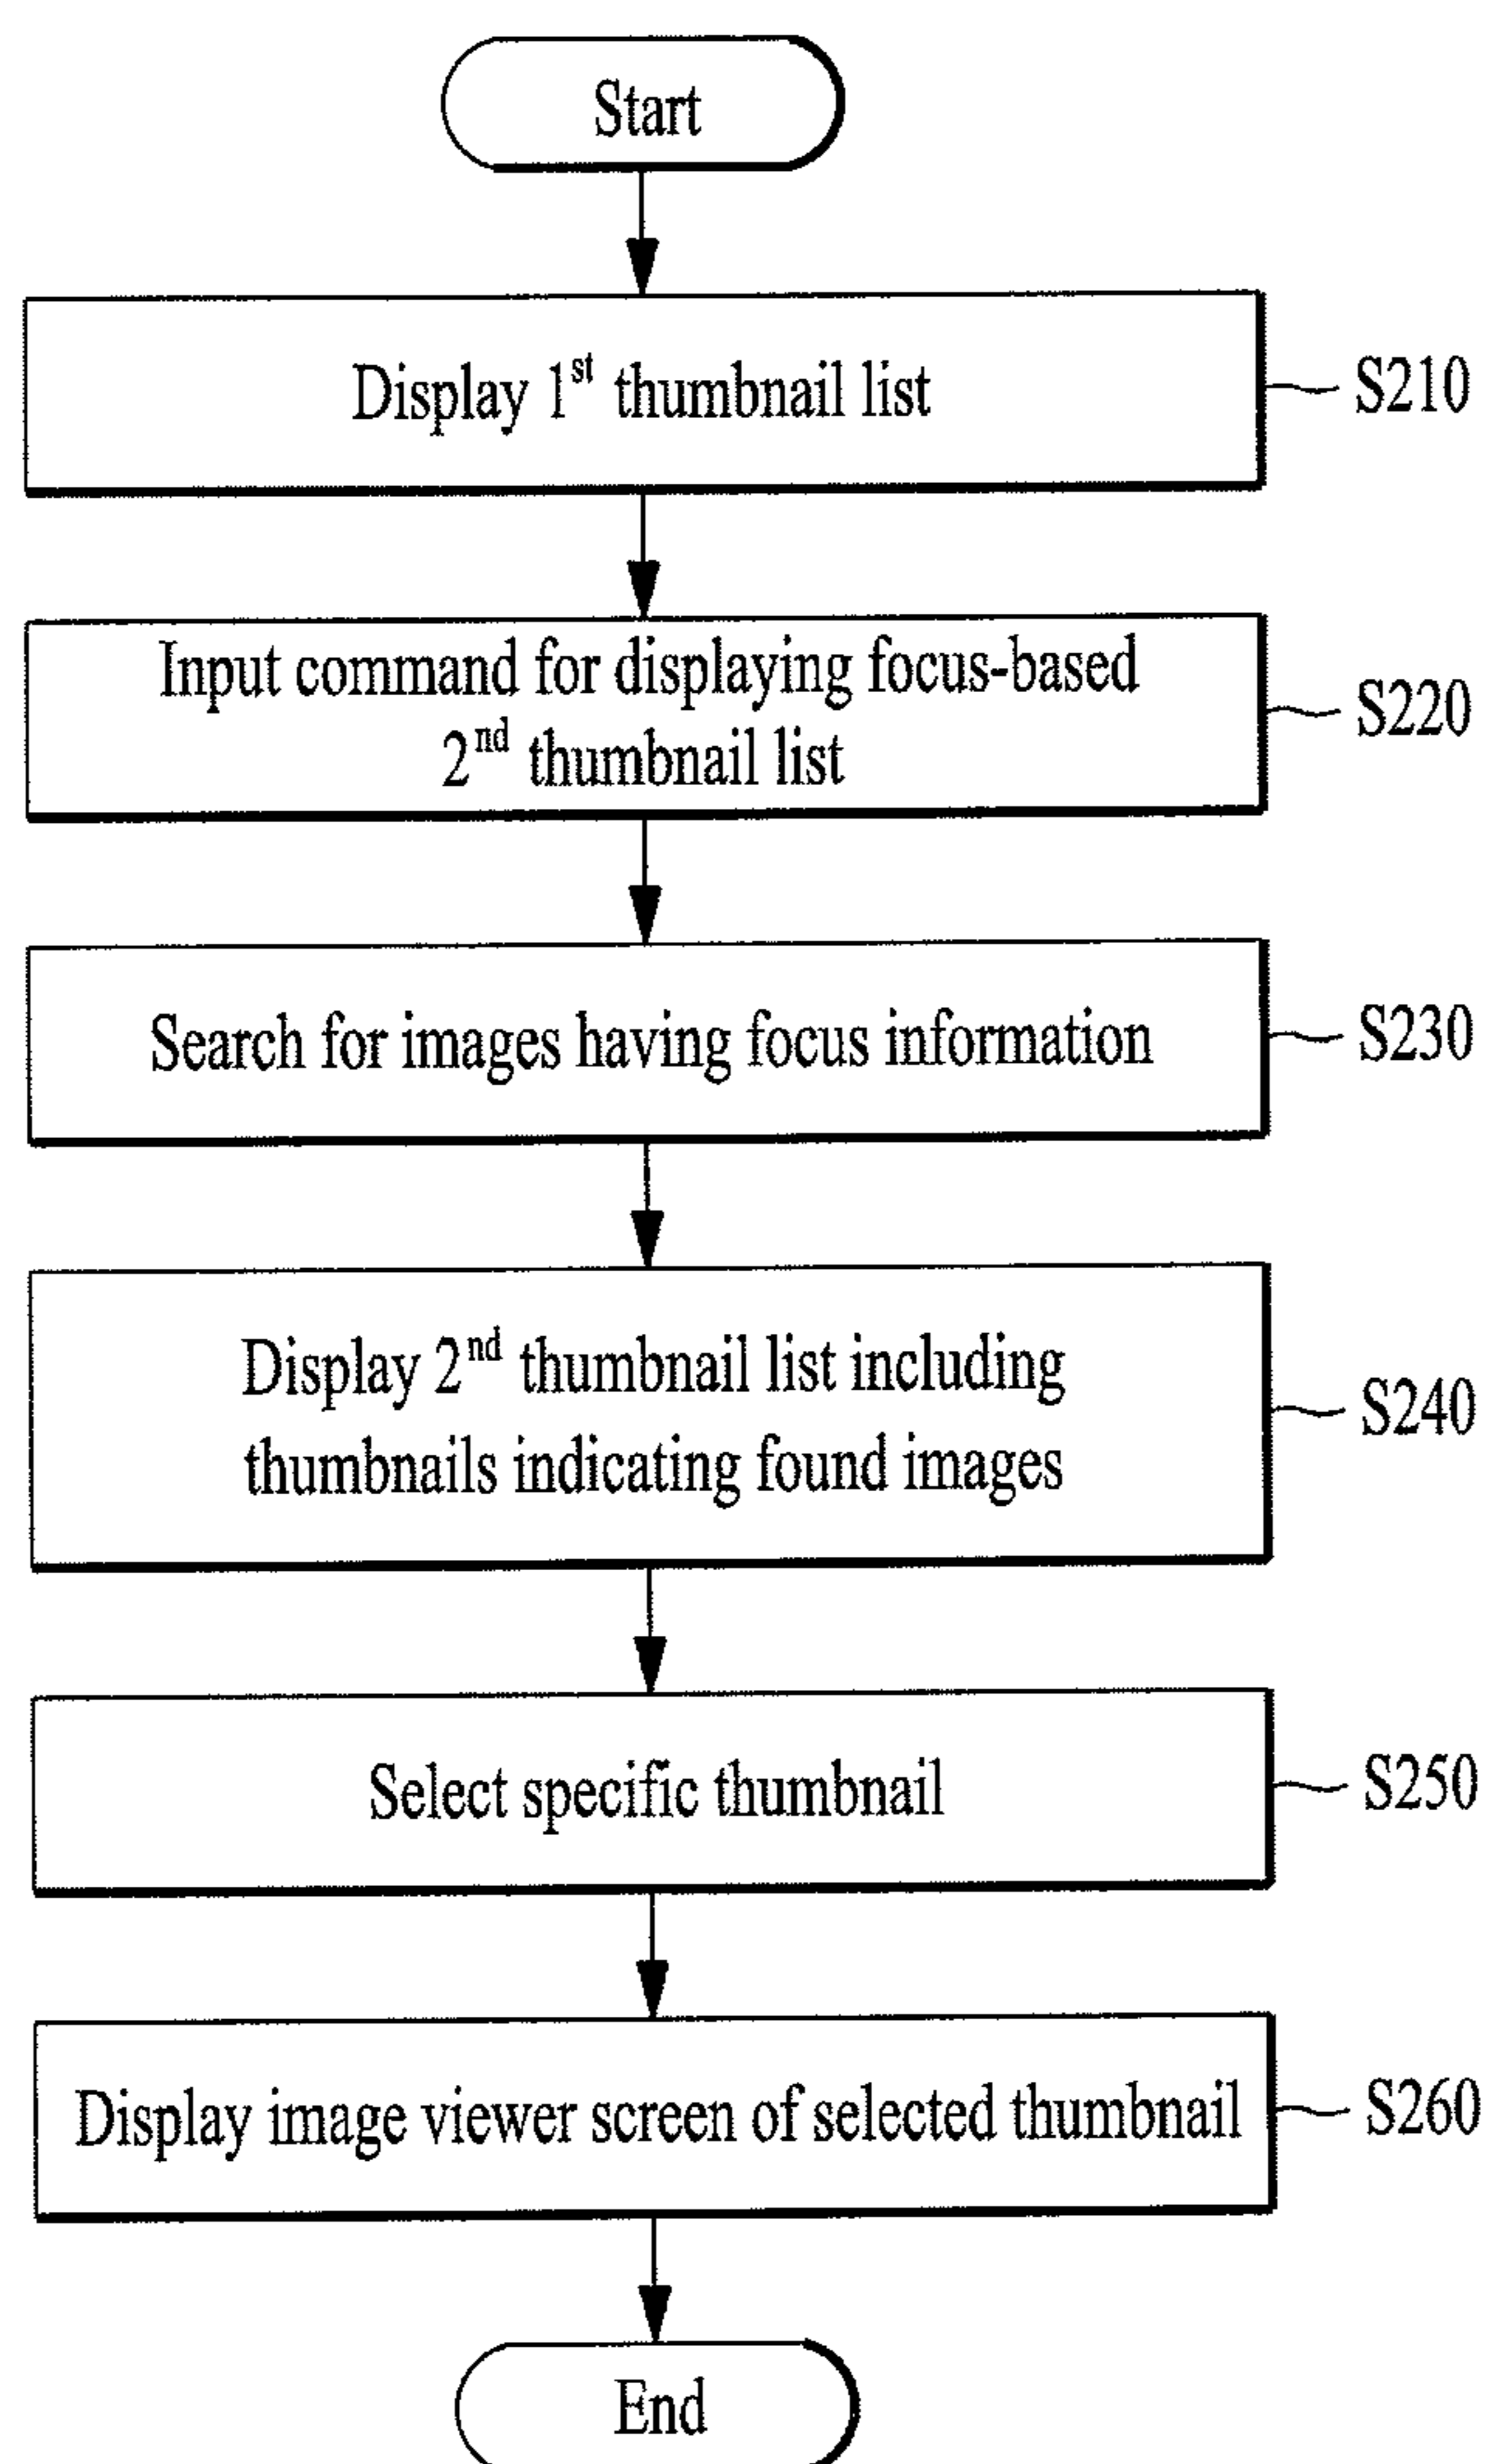 Start
Display 1st thumbnail list
S210
Input command for displaying focus-based
2nd thumbnail list
S220
Search for images having focus information
S230
Display 2nd thumbnail list including
thumbnails indicating found images
S240
Select specific thumbnail
S250
Display image viewer screen of selected thumbnail
S260
End